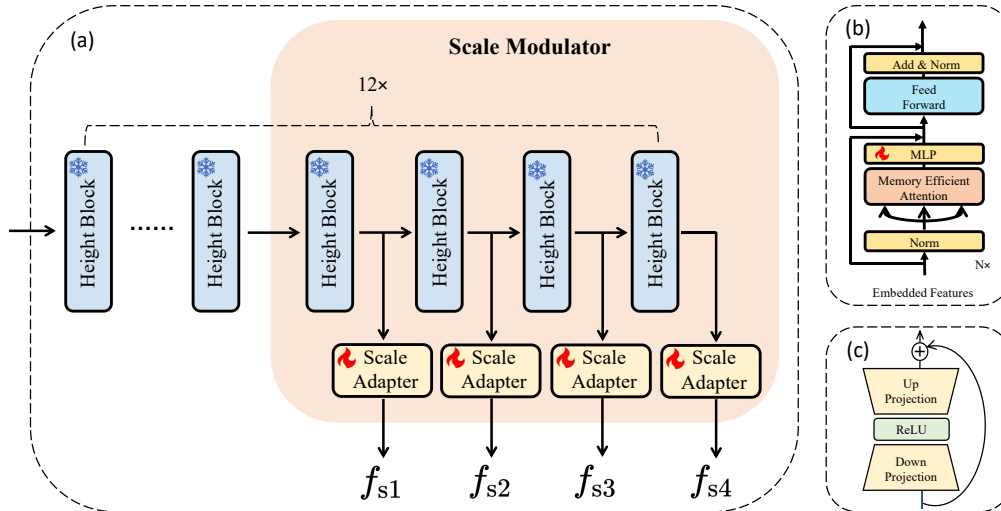 (a)
Scale Modulator
12×
Height Block
......
Height Block
Height Block
Height Block
Height Block
Height Block
Scale
Adapter
Scale
Adapter
Scale
Adapter
Scale
Adapter
fs1
fs2
fs3
fs4
(b)
Add & Norm
Feed
Forward
MLP
Memory Efficient
Attention
Norm
N×
Embedded Features
(c)
Up
Projection
ReLU
Down
Projection